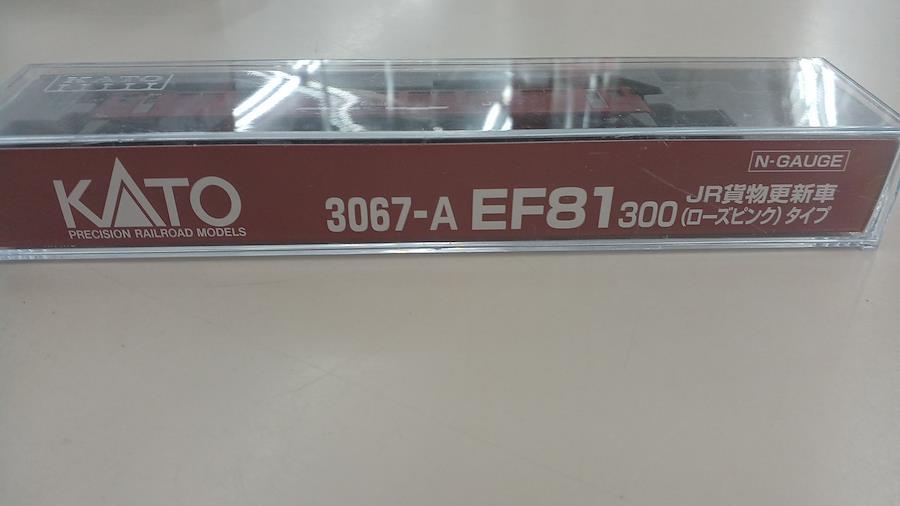 KATO
KATO
PRECISION RAILROAD MODELS
3067-A EF81 300 JR貨物更新車
(ローズピンク)タイプ
N-GAUGE